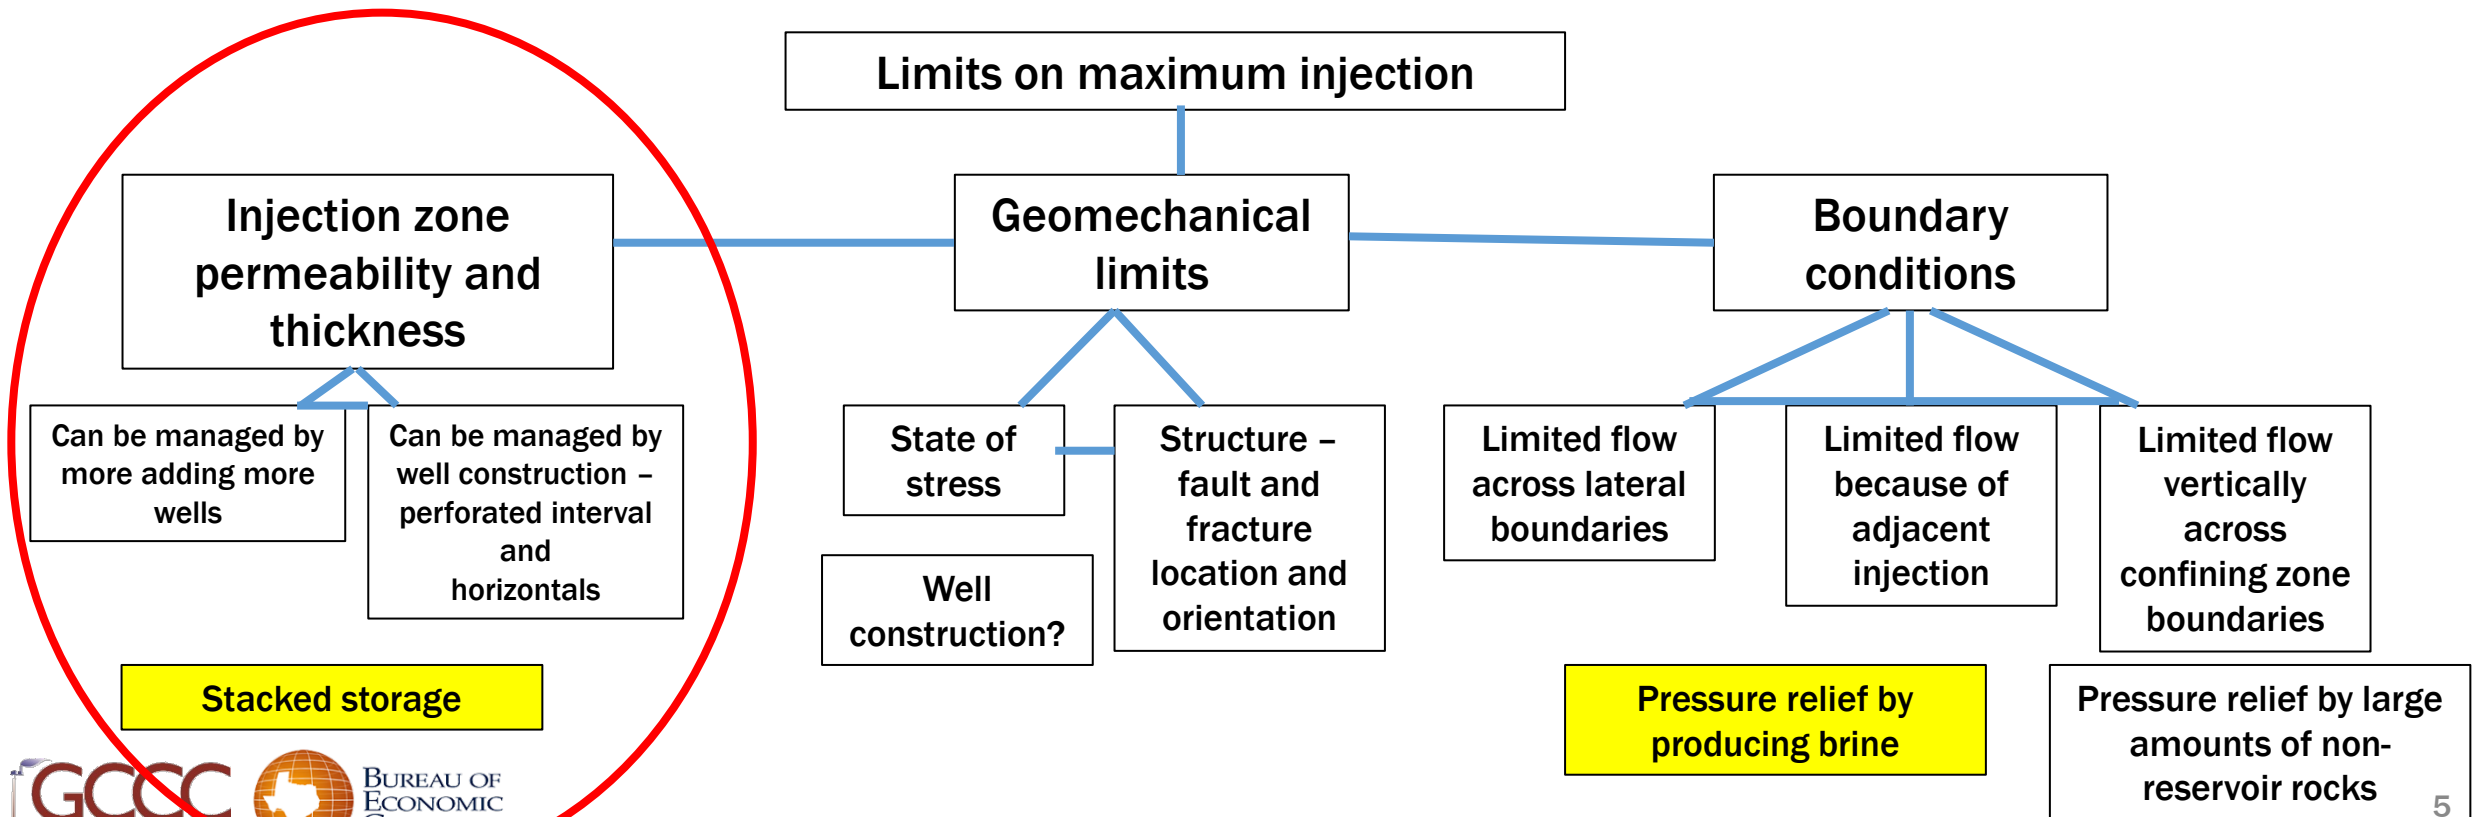 Limits on maximum injection
Injection zone
permeability and
thickness
Geomechanical
limits
Boundary
conditions
Can be managed by
more adding more
wells
Can be managed by
well construction –
perforated interval
and
horizontals
State of
stress
Structure –
fault and
fracture
location and
orientation
Well
construction?
Limited flow
across lateral
boundaries
Limited flow
because of
adjacent
injection
Limited flow
vertically
across
confining zone
boundaries
Stacked storage
Pressure relief by
producing brine
Pressure relief by large
amounts of non-
reservoir rocks
GCCC
BUREAU OF
ECONOMIC
5